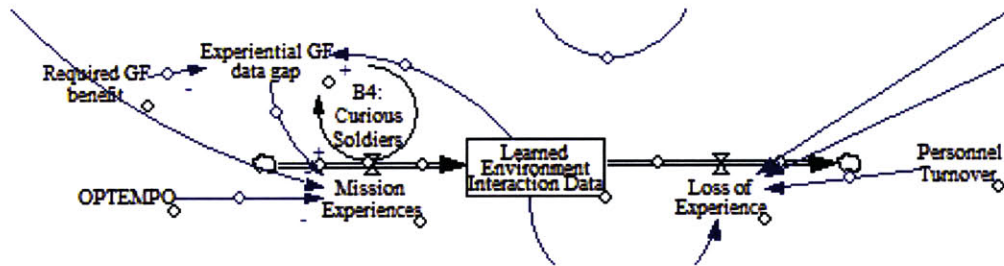 Experiential GF
data gap
Required GF
benefit
B4:
Curious
Soldiers
Learned
Environment
Interaction Data
Personnel
Turnover
OPTEMPO
Mission
Experiences
Loss of
Experience